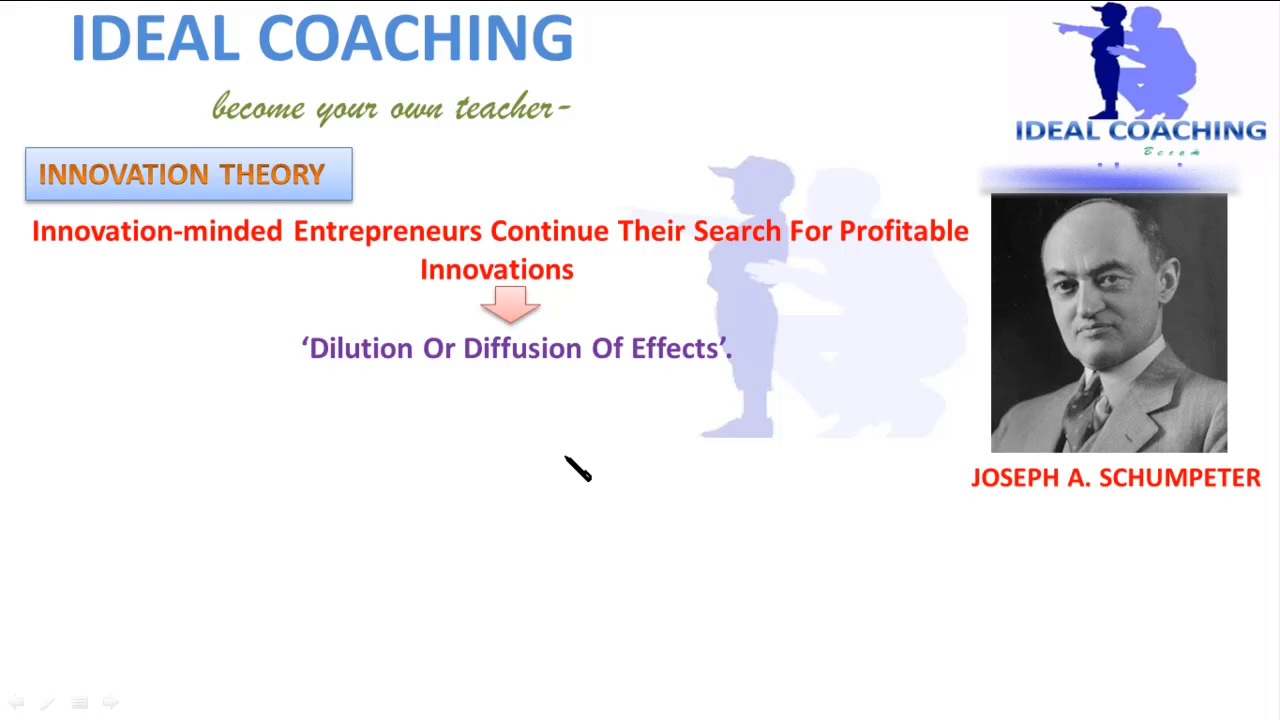 IDEAL COACHING
become your own teacher-
IDEAL COACHING
Becom
INNOVATION THEORY
Innovation-minded Entrepreneurs Continue Their Search For Profitable
Innovations
‘Dilution Or Diffusion Of Effects’.
JOSEPH A. SCHUMPETER